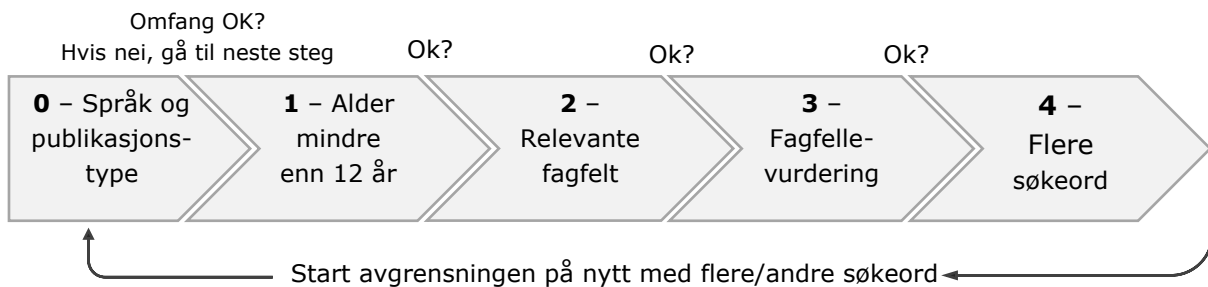 Omfang OK?
Hvis nei, gå til neste steg
Ok?
Ok?
Ok?
0 – Språk og
publikasjons-
type
1 – Alder
mindre
enn 12 år
2 –
Relevante
fagfelt
3 –
Fagfelle-
vurdering
4 –
Flere
søkeord
Start avgrensningen på nytt med flere/andre søkeord